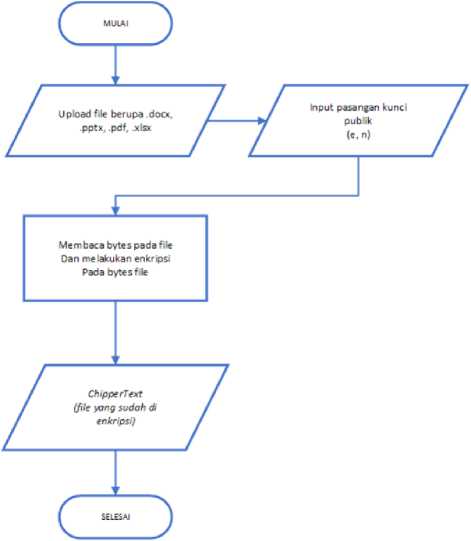 MULAI
Upload file berupa .docx,
.pptx, .pdf, .xlsx
Input pasangan kunci
publik
(e, n)
Membaca bytes pada file
Dan melakukan enkripsi
Pada bytes file
ChipperText
(file yang sudah di
enkripsi)
SELESAI